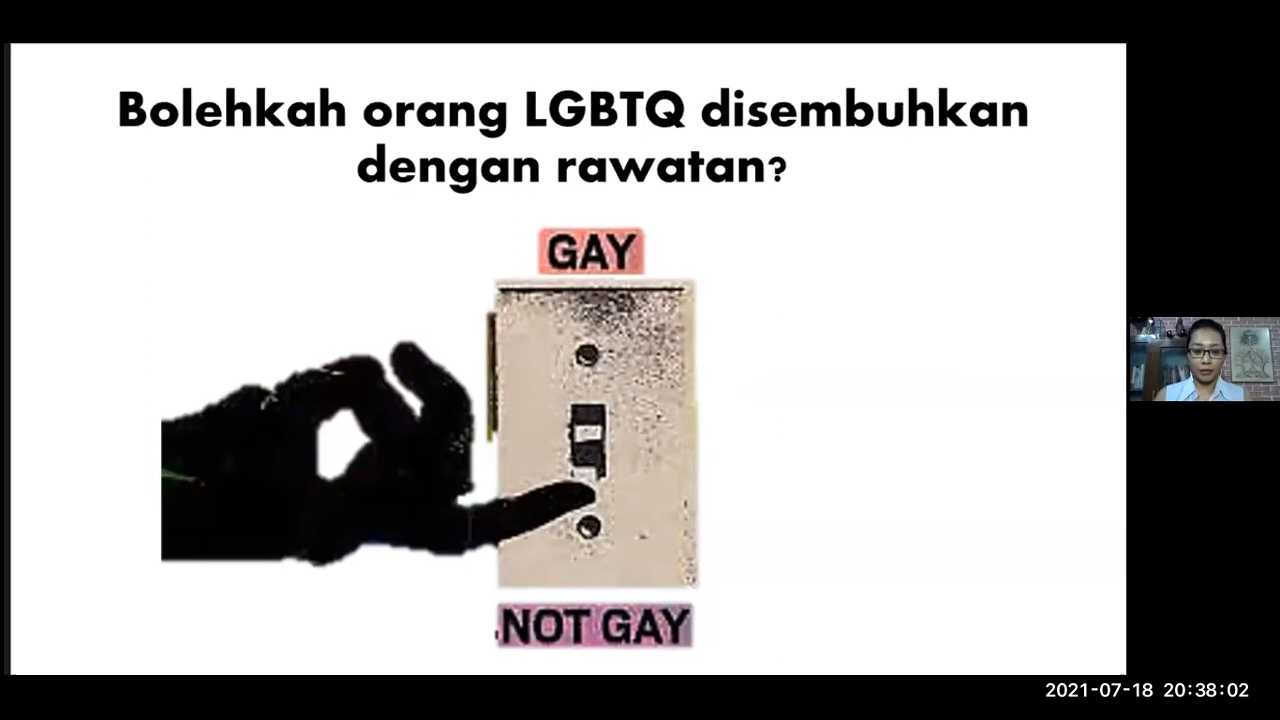 Bolehkah orang LGBTQ disembuhkan
dengan rawatan?
GAY
NOT GAY
2021-07-18 20:38:02